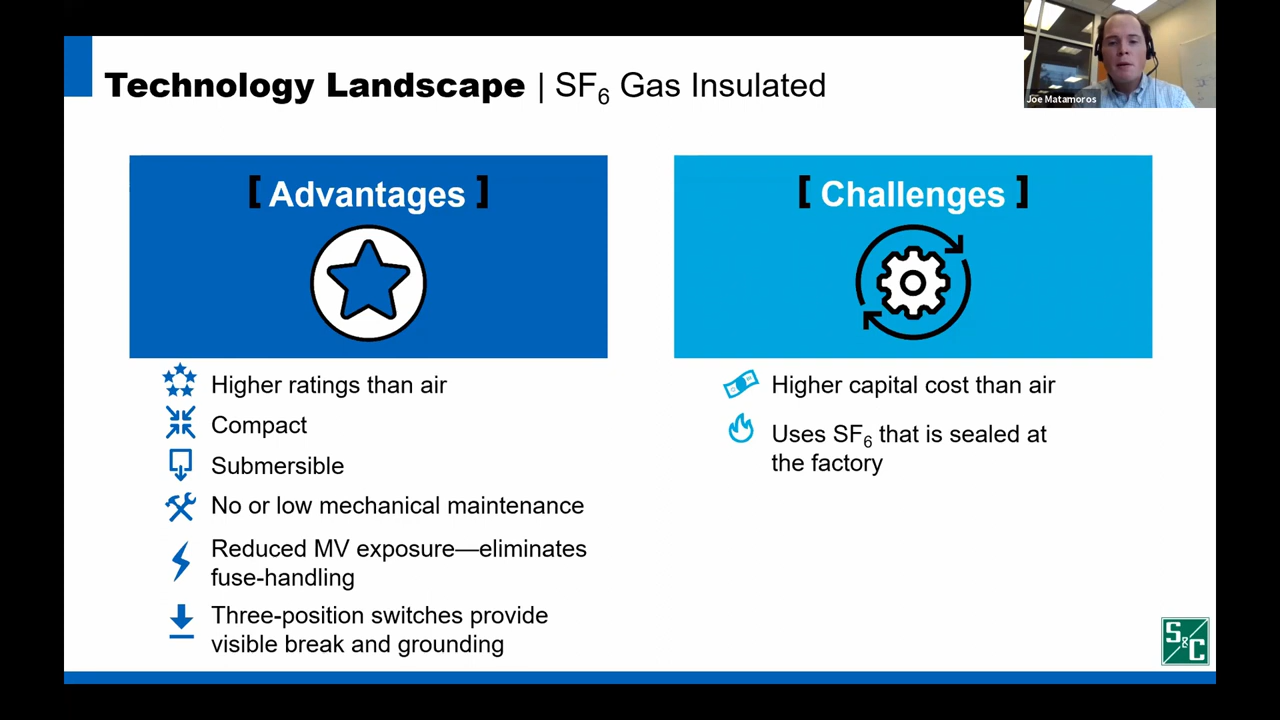 Technology Landscape | SF₆ Gas Insulated
Joe Matamoros
[ Advantages ]
Higher ratings than air
Compact
Submersible
No or low mechanical maintenance
Reduced MV exposure—eliminates
fuse-handling
Three-position switches provide
visible break and grounding
[ Challenges ]
Higher capital cost than air
Uses SF₆ that is sealed at
the factory
S&C